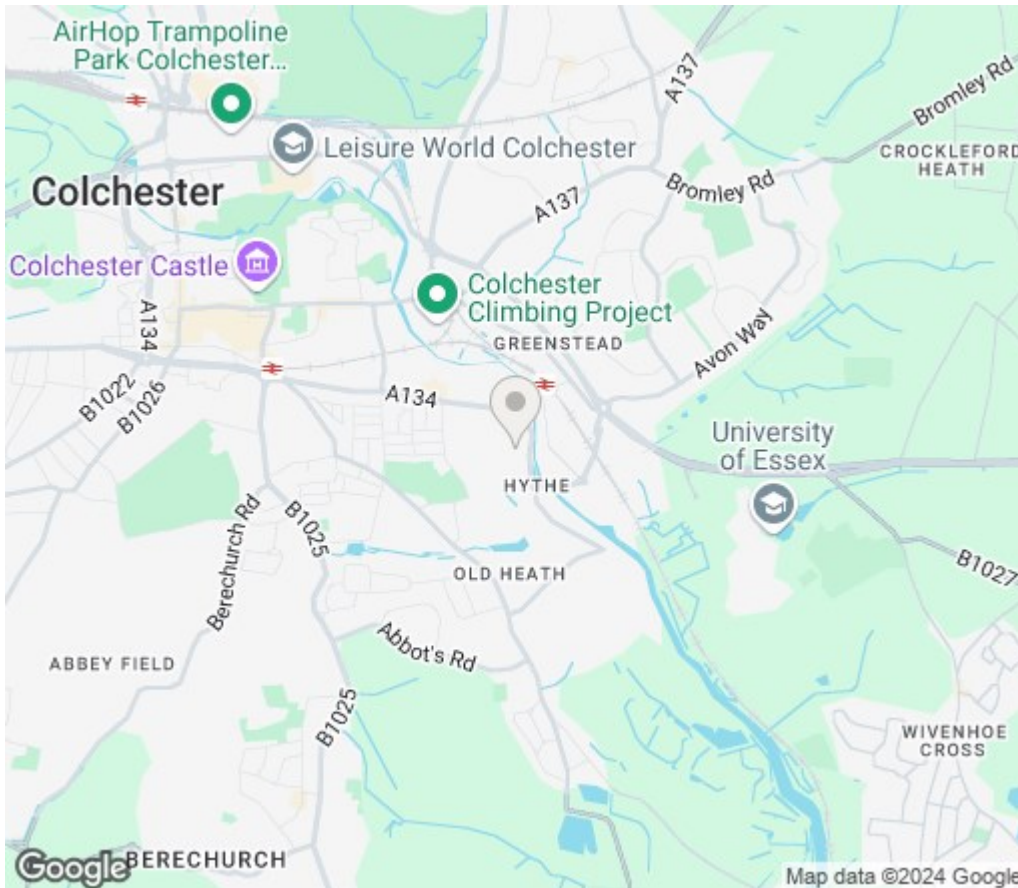 AirHop Trampoline
Park Colchester...
A137
Bromley Rd
Leisure World Colchester
CROCKLEFORD
HEATH
Colchester
Bromley Rd
A137
Colchester Castle
Colchester
Climbing Project
A134
GREENSTEAD
Avon Way
B1022
B1026
A134
University
of Essex
HYTHE
Berechurch Rd
B1025
B1027
OLD HEATH
Abbot's Rd
ABBEY FIELD
B1025
WIVENHOE
CROSS
Google
BERECHURCH
Map data ©2024 Google